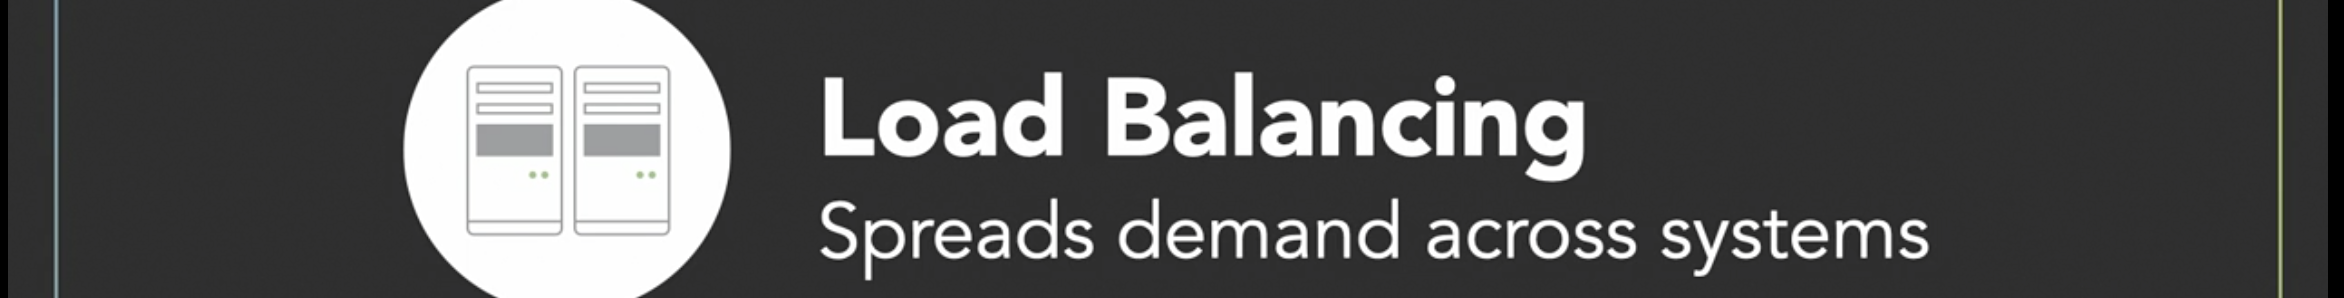 Load Balancing
Spreads demand across systems